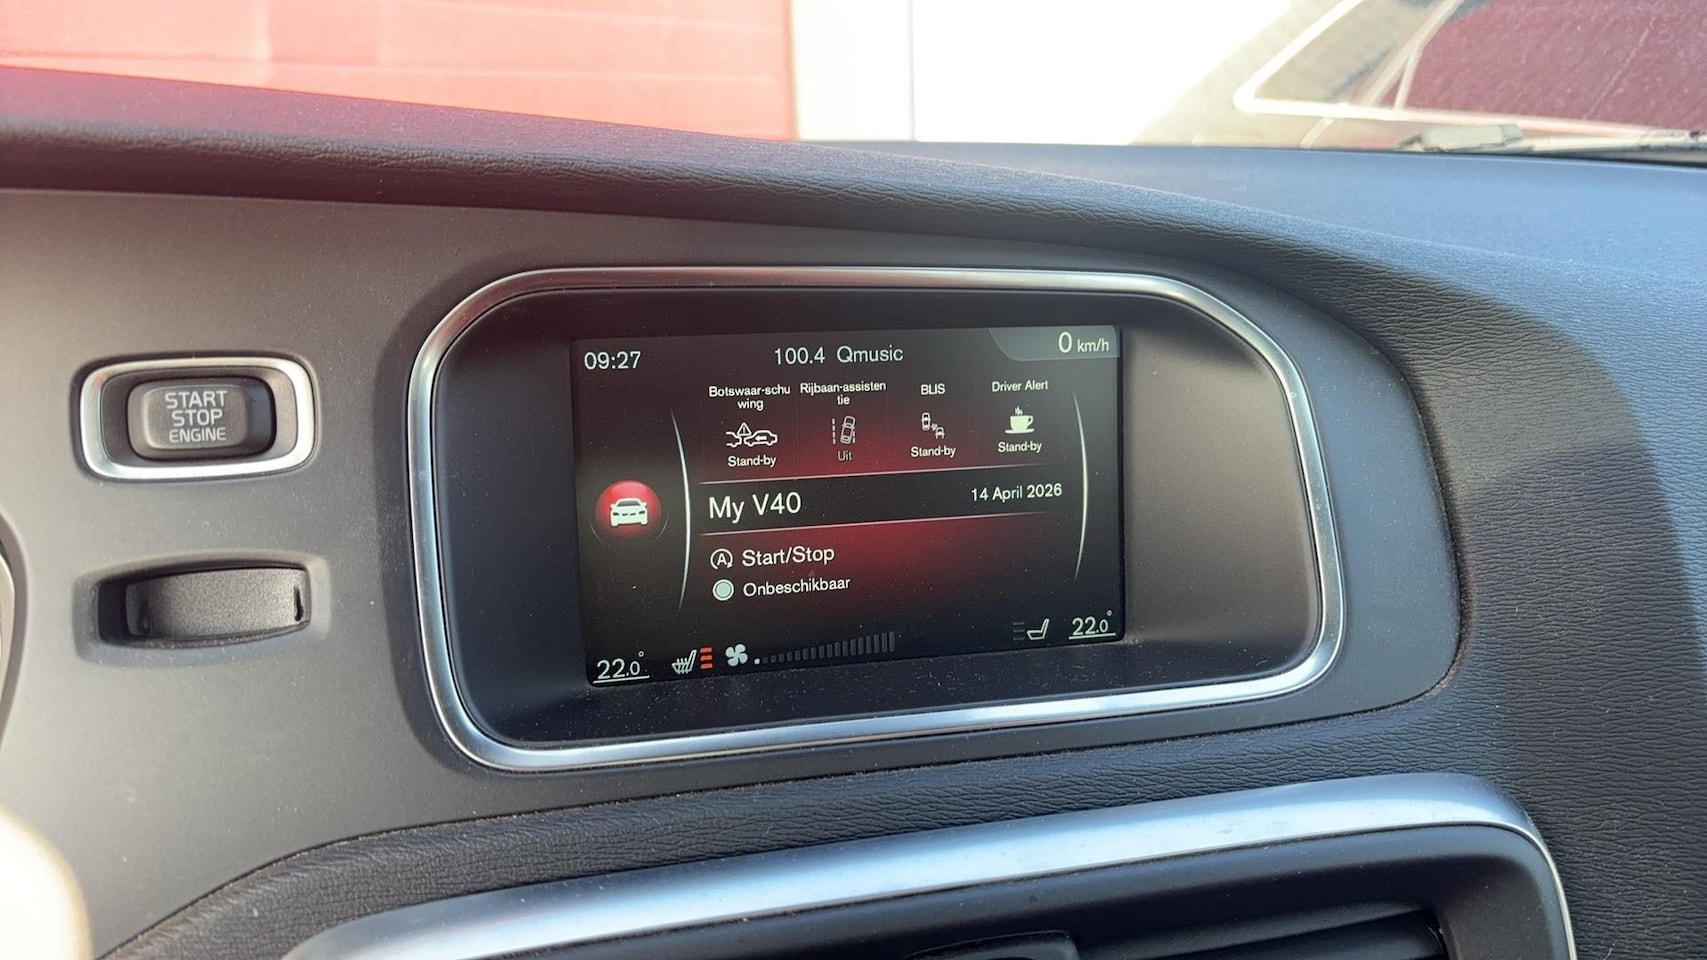 START
STOP
ENGINE
09:27
100.4 Qmusic
0 km/h
Botswaar-schu
wing
Stand-by
Rijbaan-assisten
tie
Uit
BLIS
Stand-by
Driver Alert
Stand-by
My V40
14 April 2026
A Start/Stop
Onbeschikbaar
22.0°
22.0°